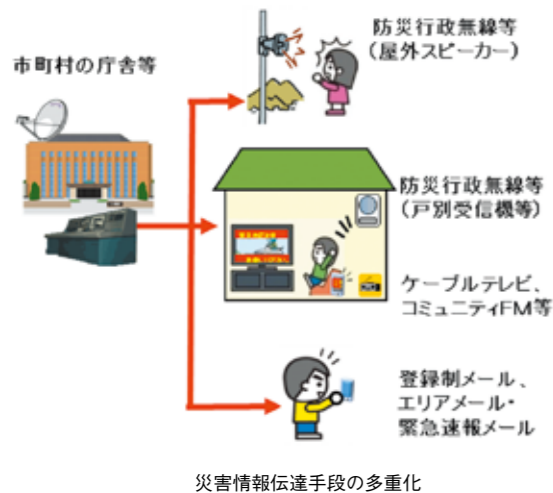 防災行政無線等
(屋外スピーカー)
市町村の庁舎等
防災行政無線等
(戸別受信機等)
ケーブルテレビ、
コミュニティFM等
登録制メール、
エリアメール・
緊急速報メール
災害情報伝達手段の多重化